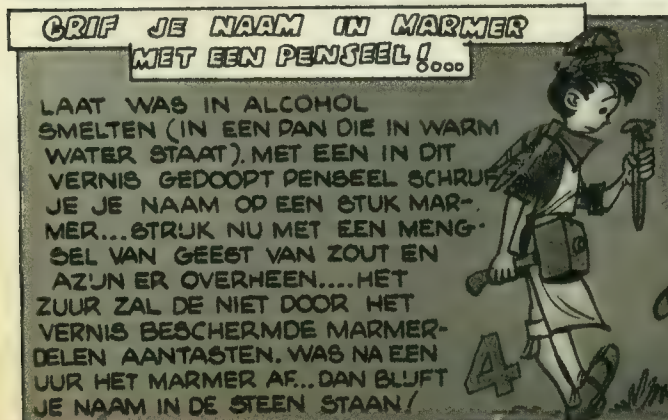 GRIF JE NAAM IN MARMER
MET EEN PENSEEL!...
LAAT WAS IN ALCOHOL
SMELTEN (IN EEN PAN DIE IN WARM
WATER STAAT). MET EEN IN DIT
VERNIS GEDOOPT PENSEEL SCHRIJF
JE JE NAAM OP EEN STUK MAR-
MER...STRIJK NU MET EEN MENG-
SEL VAN GEEST VAN ZOUT EN
AZIJN ER OVERHEEN....HET
ZUUR ZAL DE NIET DOOR HET
VERNIS BESCHERMDE MARMER-
DELEN AANTASTEN. WAS NA EEN
UUR HET MARMER AF...DAN BLIJFT
JE NAAM IN DE STEEN STAAN!
4